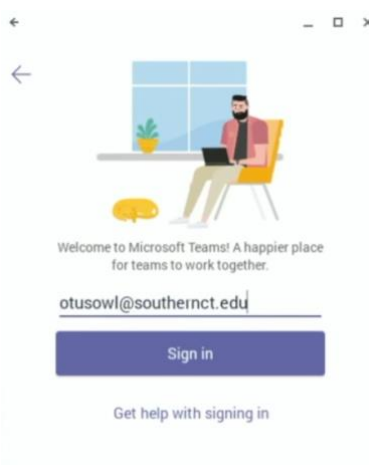 Welcome to Microsoft Teams! A happier place
for teams to work together.
otusowl@southernct.edu
Sign in
Get help with signing in